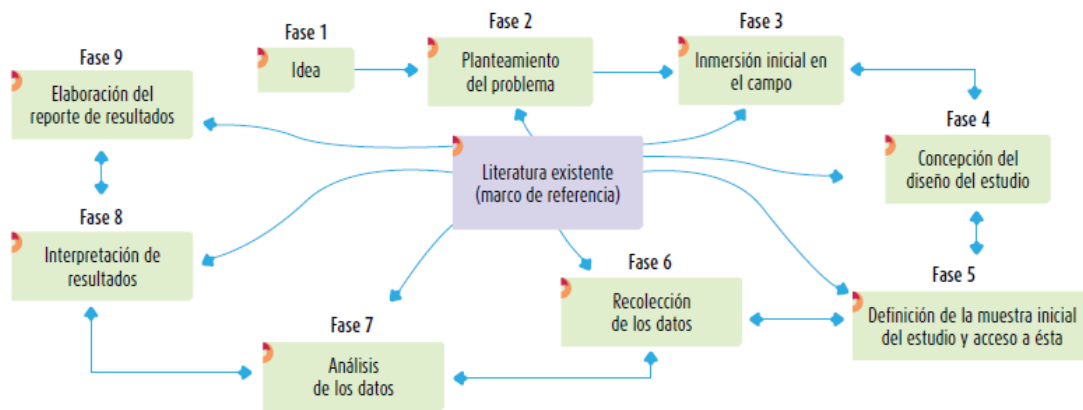 Fase 1
Idea
Fase 2
Planteamiento
del problema
Fase 3
Inmersión inicial en
el campo
Fase 4
Concepción del
diseño del estudio
Fase 5
Definición de la muestra inicial
del estudio y acceso a ésta
Fase 6
Recolección
de los datos
Fase 7
Análisis
de los datos
Fase 8
Interpretación de
resultados
Fase 9
Elaboración del
reporte de resultados
Literatura existente
(marco de referencia)